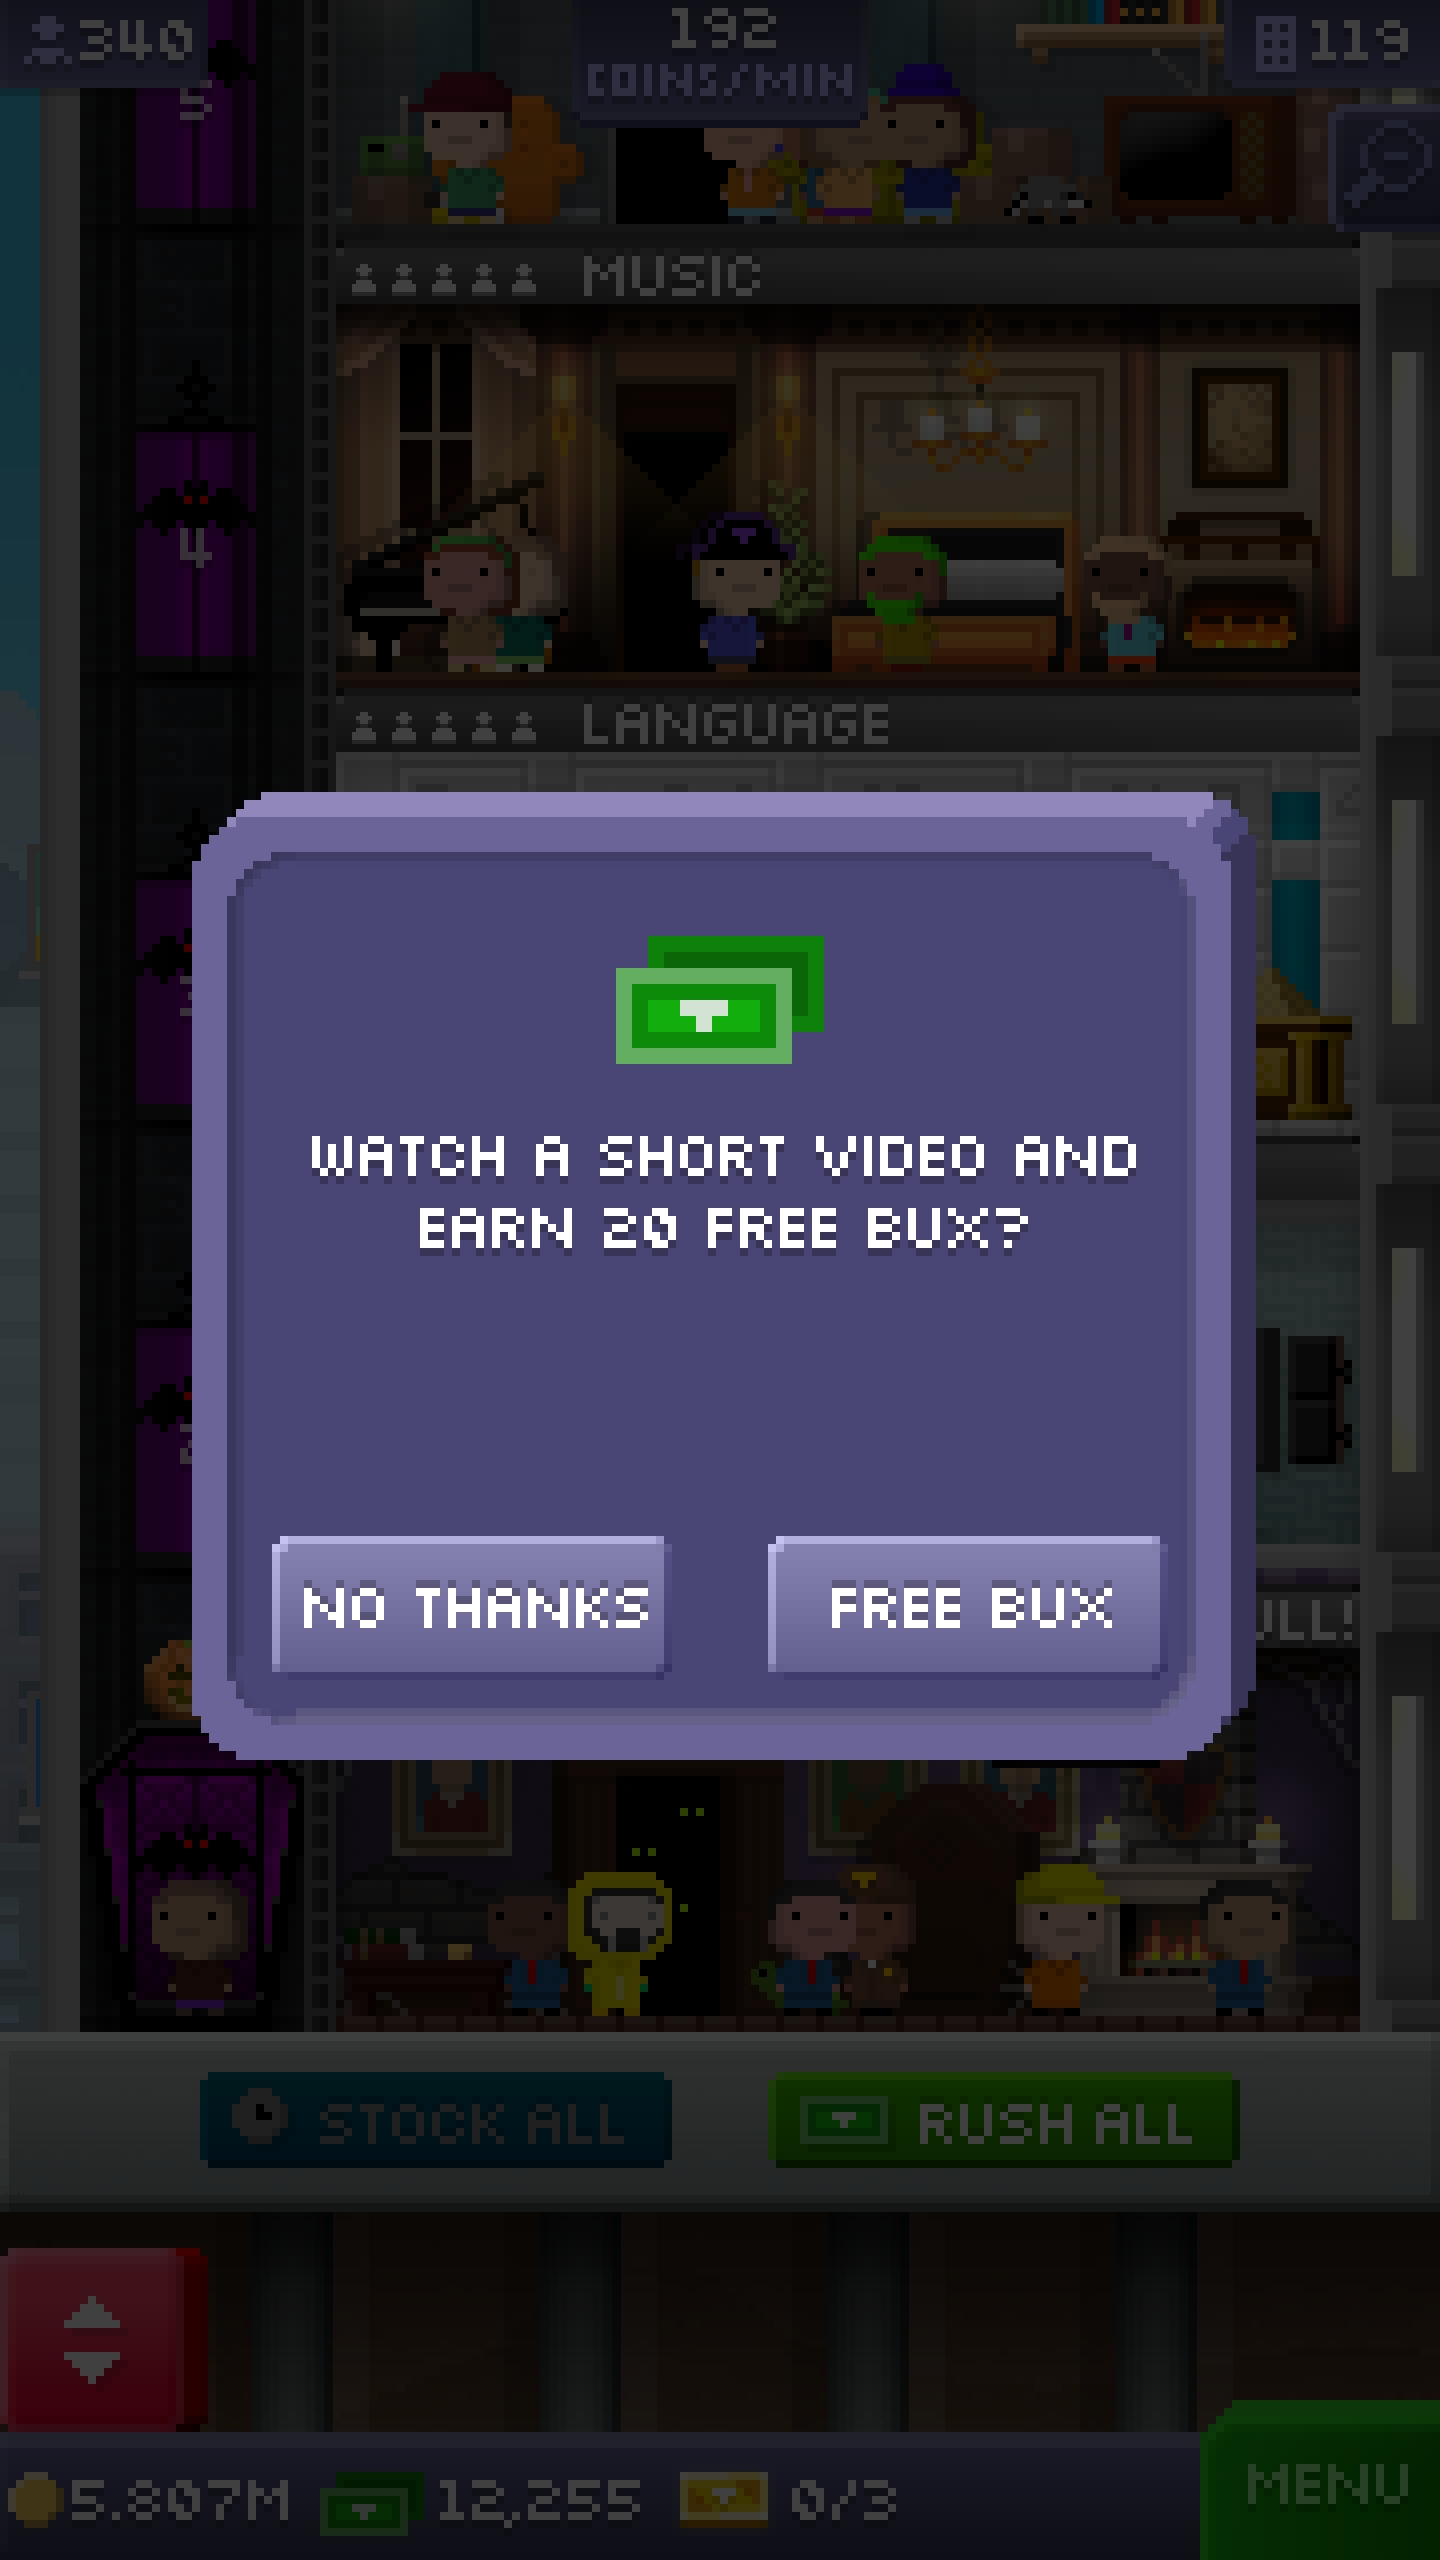 340
192
COINS/MIN
119
5
MUSIC
4
LANGUAGE
WATCH A SHORT VIDEO AND
EARN 20 FREE BUX?
NO THANKS
FREE BUX
STOCK ALL
RUSH ALL
5.807M
12,255
0/3
MENU